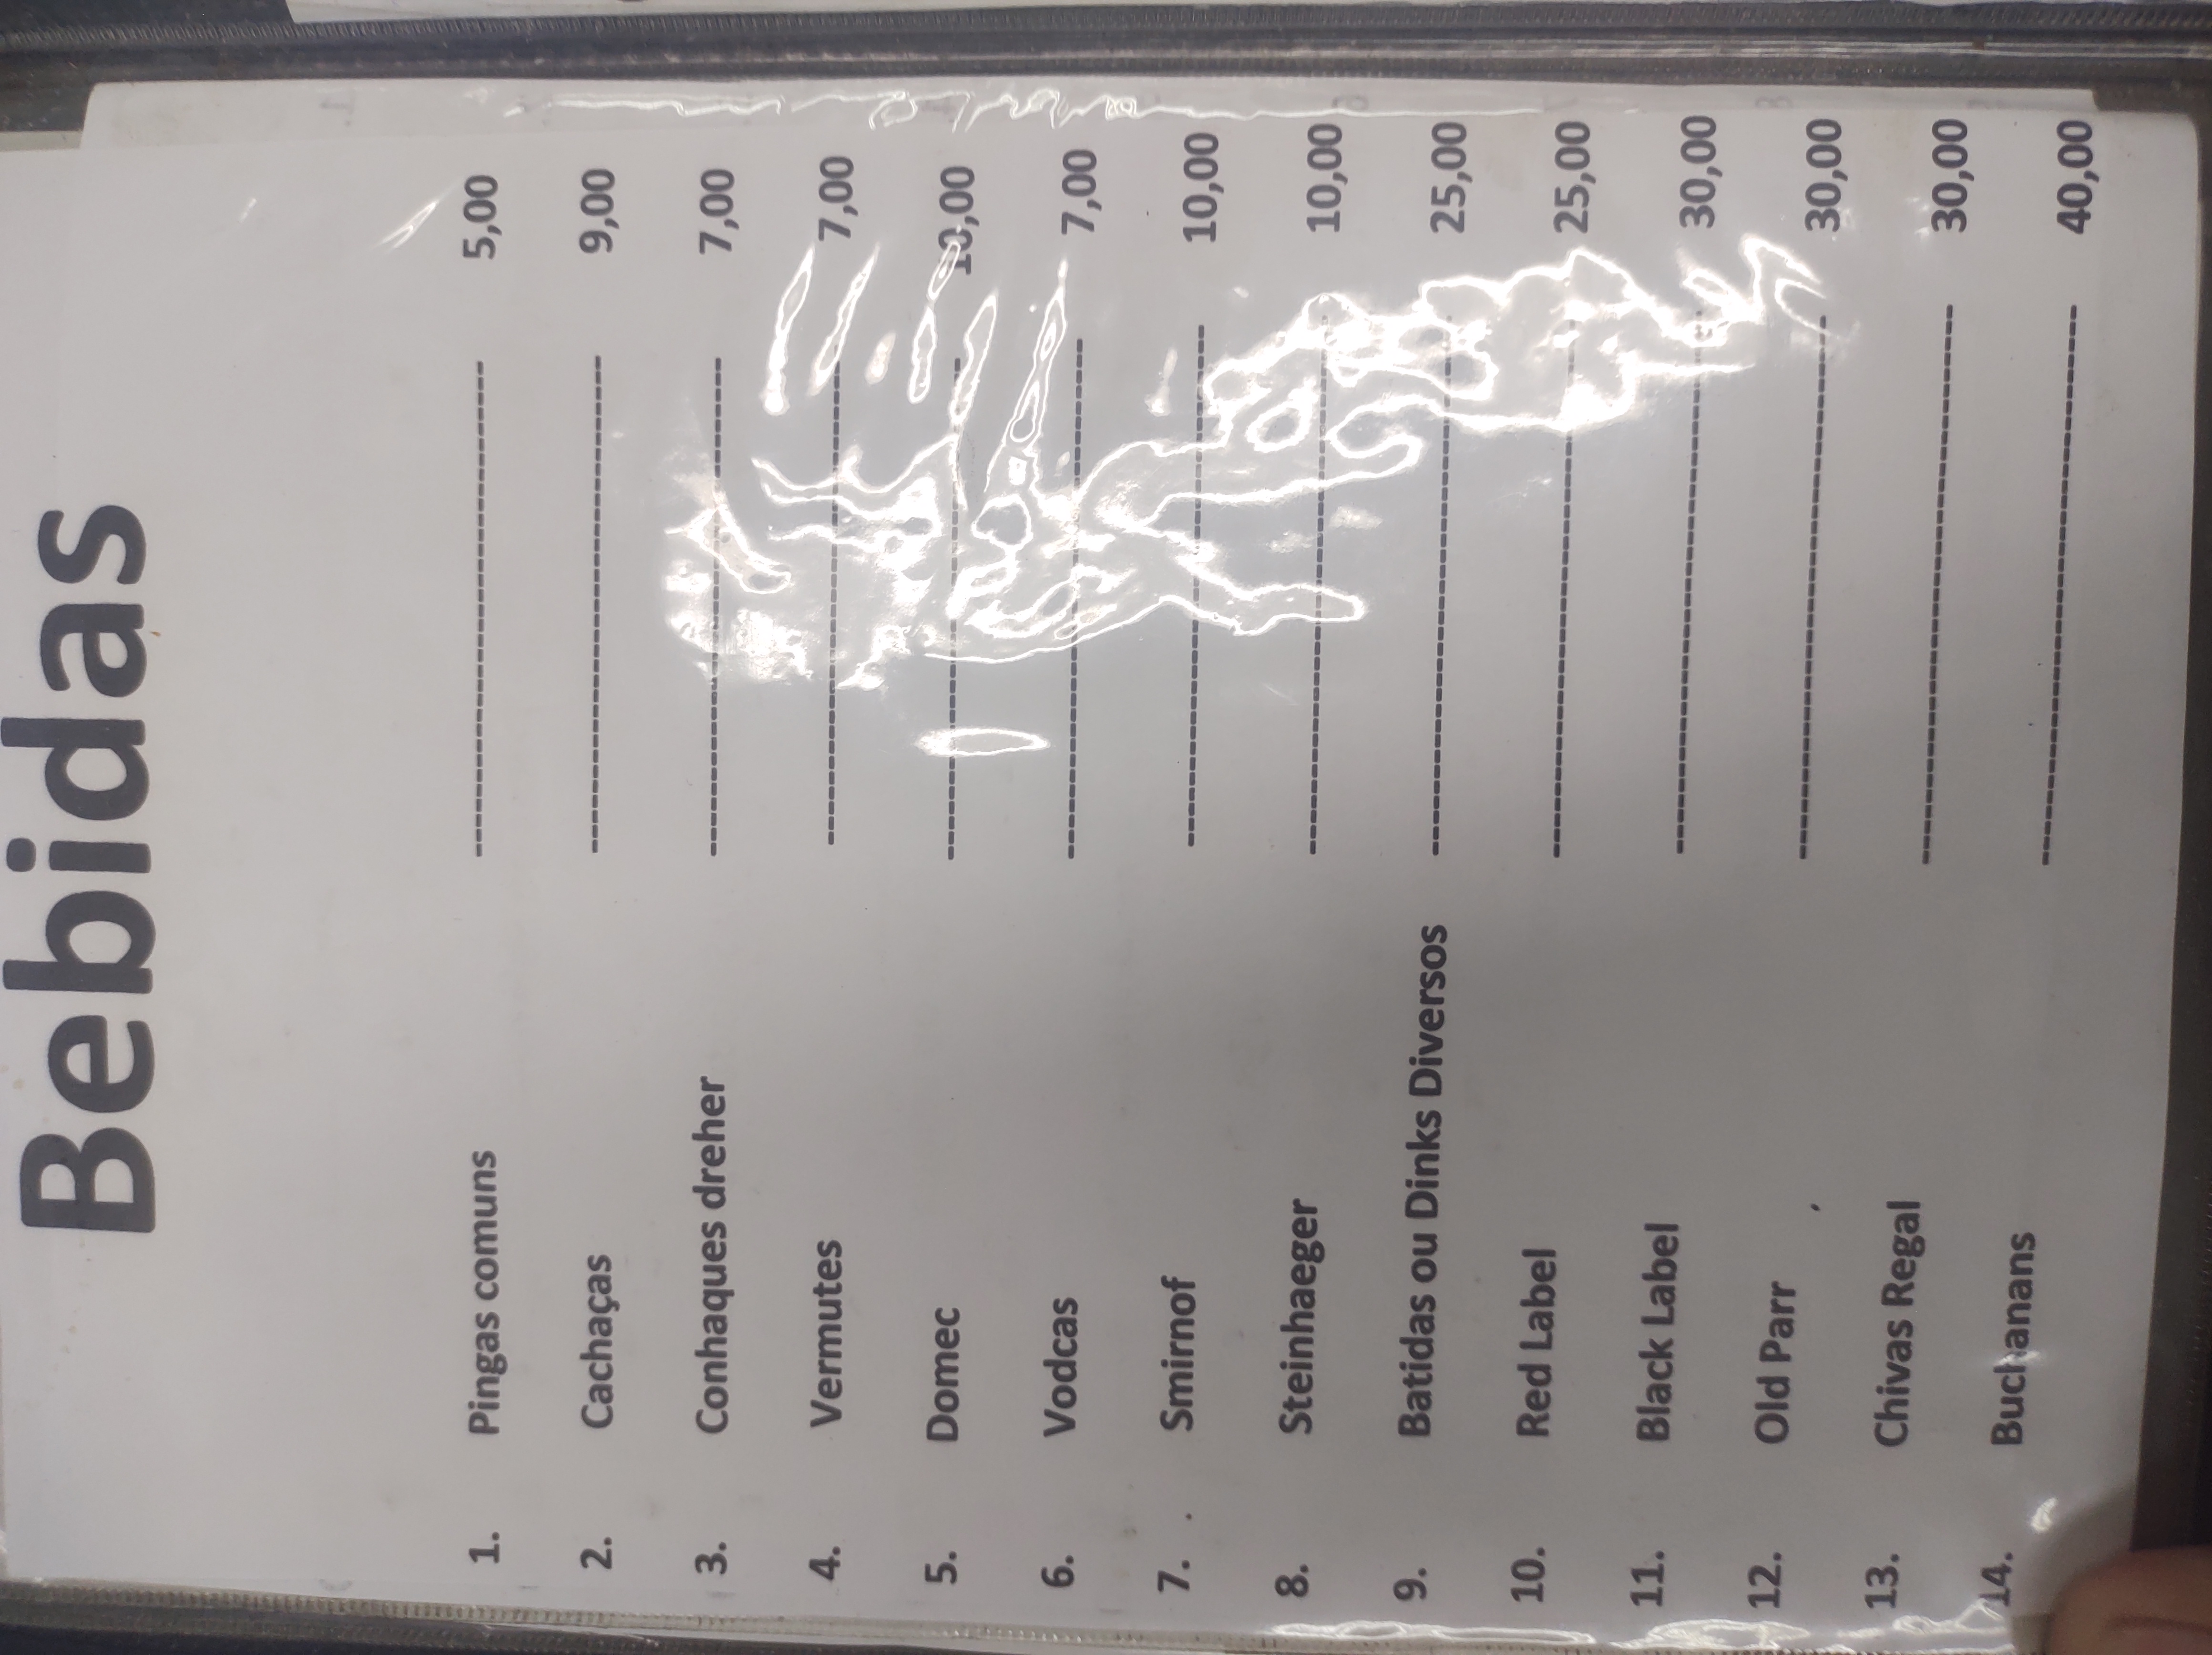 Bebidas
1. Pingas comuns ---------- 5,00
2. Cachaças ---------- 9,00
3. Conhaques dreher ---------- 7,00
4. Vermutes ---------- 7,00
5. Domec ---------- 10,00
6. Vodcas ---------- 7,00
7. Smirnof ---------- 10,00
8. Steinhaeger ---------- 10,00
9. Batidas ou Dinks Diversos ---------- 25,00
10. Red Label ---------- 25,00
11. Black Label ---------- 30,00
12. Old Parr ---------- 30,00
13. Chivas Regal ---------- 30,00
14. Buchanans ---------- 40,00